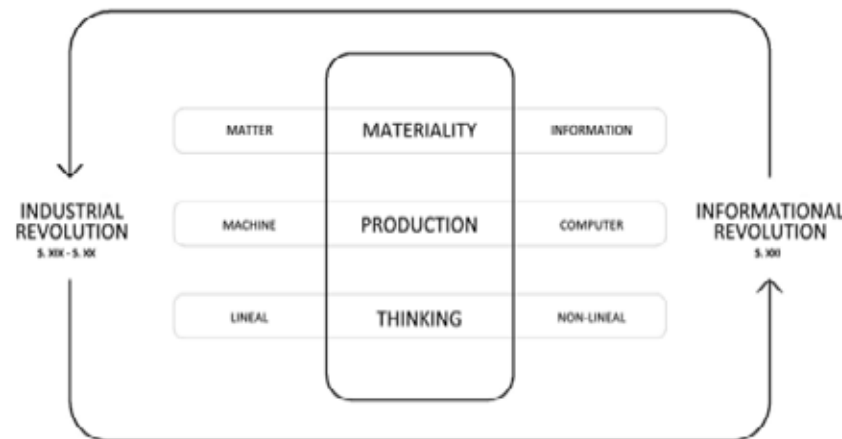 MATTER MATERIALITY INFORMATION
INDUSTRIAL
REVOLUTION
S. XIX - S. XX
MACHINE PRODUCTION COMPUTER
INFORMATIONAL
REVOLUTION
S. XXI
LINEAL THINKING NON-LINEAL